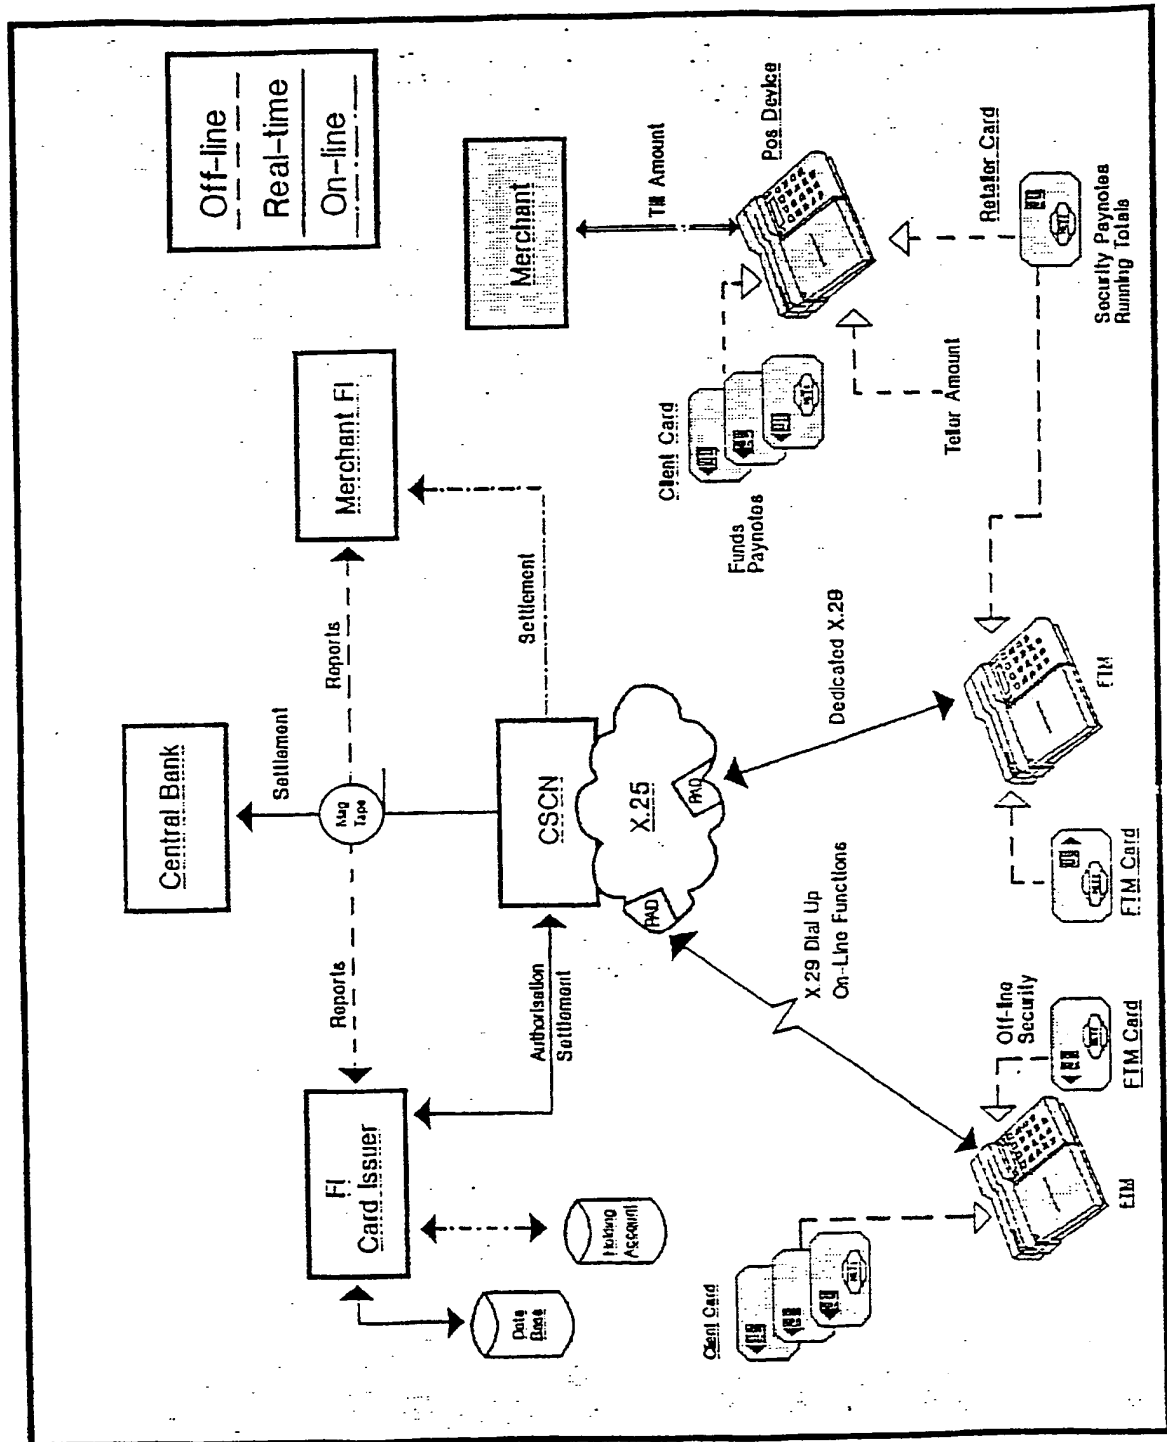 Off-line
Real-time
On-line
Central Bank
Settlement
Reports
Mag
Tape
Reports
FI
Card Issuer
Merchant FI
Merchant
Authorisation
Settlement
CSCN
Settlement
Data
Base
Holding
Account
X.25
PAD
PAD
Till Amount
Client Card
Funds
Paynotes
Pos Device
X.29 Dial Up
On-Line Functions
Dedicated X.29
Teller Amount
Retailer Card
Security Paynotes
Running Totals
Client Card
Off-line
Security
FTM
FTM Card
FTM Card
FTM